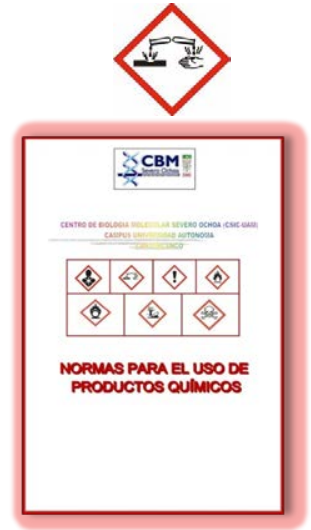 CBM
Severo Ochoa
CENTRO DE BIOLOGÍA MOLECULAR SEVERO OCHOA (CSIC-UAM)
CAMPUS UNIVERSIDAD AUTONOMA
NORMAS PARA EL USO DE
PRODUCTOS QUÍMICOS